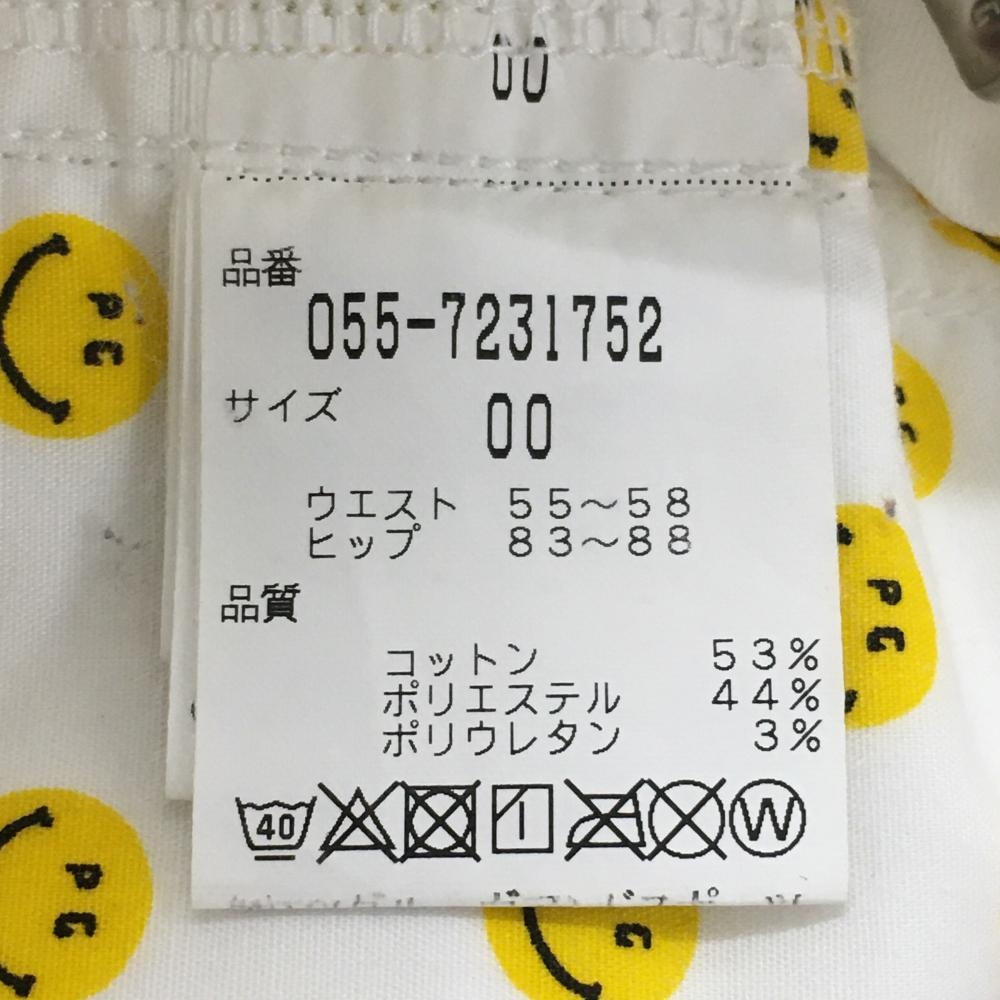 00
品番
055-7231752
サイズ
00
ウエスト 55～58
ヒップ 83～88
品質
コットン 53%
ポリエステル 44%
ポリウレタン 3%
40
W
P
C
P
C
P
C
P
C